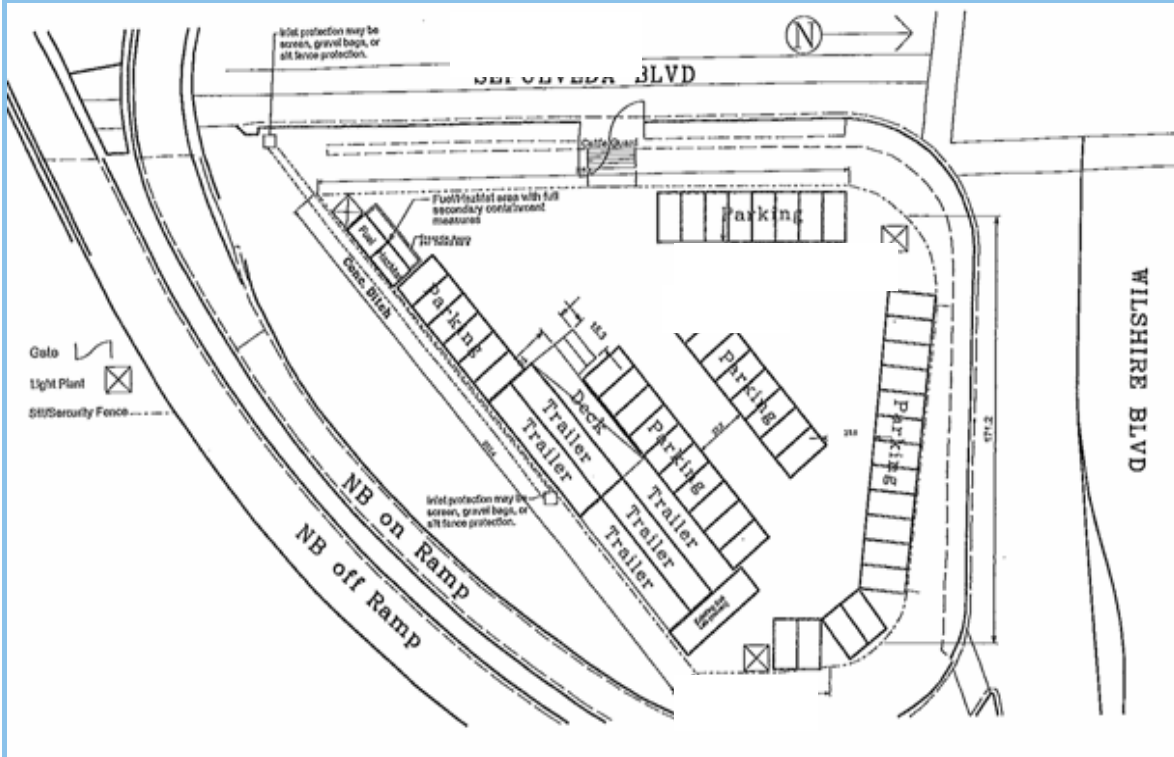 Inlet protection may be
screen, gravel bags, or
silt fence protection.
N
SEPULVEDA BLVD
Fuel/HazMat area with full
secondary containment
measures
Fuel
HazMat
Conc. Ditch
Parking
Parking
Parking
Parking
Parking
Deck
Trailer
Trailer
Trailer
Trailer
Trailer
171.2
WILSHIRE BLVD
Gate
Light Plant
Silt/Sercurity Fence
Inlet protection may be
screen, gravel bags, or
silt fence protection.
NB on Ramp
NB off Ramp